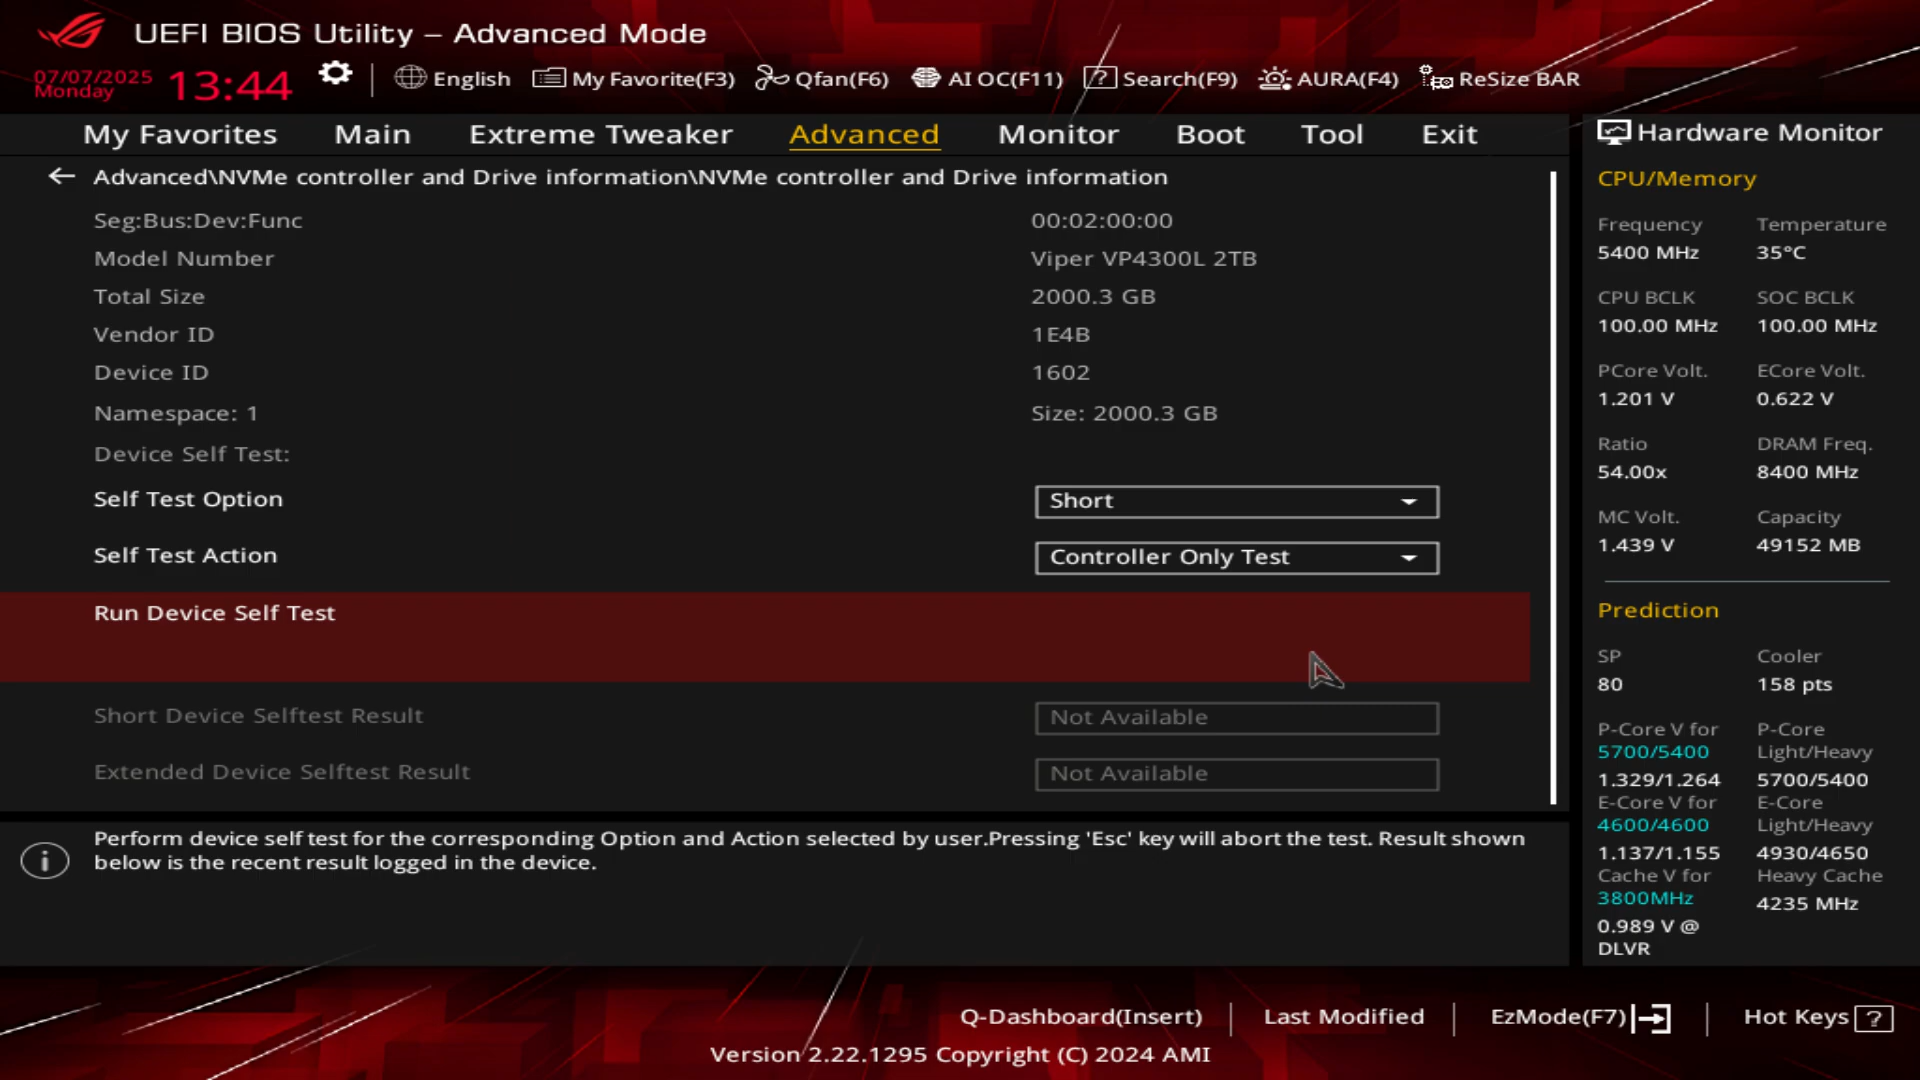 UEFI BIOS Utility – Advanced Mode
07/07/2025
Monday
13:44
English
My Favorite(F3)
Qfan(F6)
AI OC(F11)
Search(F9)
AURA(F4)
ReSize BAR
My Favorites
Main
Extreme Tweaker
Advanced
Monitor
Boot
Tool
Exit
Advanced\NVMe controller and Drive information\NVMe controller and Drive information
Seg:Bus:Dev:Func 00:02:00:00
Model Number Viper VP4300L 2TB
Total Size 2000.3 GB
Vendor ID 1E4B
Device ID 1602
Namespace: 1 Size: 2000.3 GB
Device Self Test:
Self Test Option Short
Self Test Action Controller Only Test
Run Device Self Test
Short Device Selftest Result Not Available
Extended Device Selftest Result Not Available
Perform device self test for the corresponding Option and Action selected by user.Pressing 'Esc' key will abort the test. Result shown
below is the recent result logged in the device.
Hardware Monitor
CPU/Memory
Frequency Temperature
5400 MHz 35°C
CPU BCLK SOC BCLK
100.00 MHz 100.00 MHz
PCore Volt. ECore Volt.
1.201 V 0.622 V
Ratio DRAM Freq.
54.00x 8400 MHz
MC Volt. Capacity
1.439 V 49152 MB
Prediction
SP Cooler
80 158 pts
P-Core V for P-Core
5700/5400 Light/Heavy
1.329/1.264 5700/5400
E-Core V for E-Core
4600/4600 Light/Heavy
1.137/1.155 4930/4650
Cache V for Heavy Cache
3800MHz 4235 MHz
0.989 V @
DLVR
Q-Dashboard(Insert)
Last Modified
EzMode(F7)
Hot Keys ?
Version 2.22.1295 Copyright (C) 2024 AMI